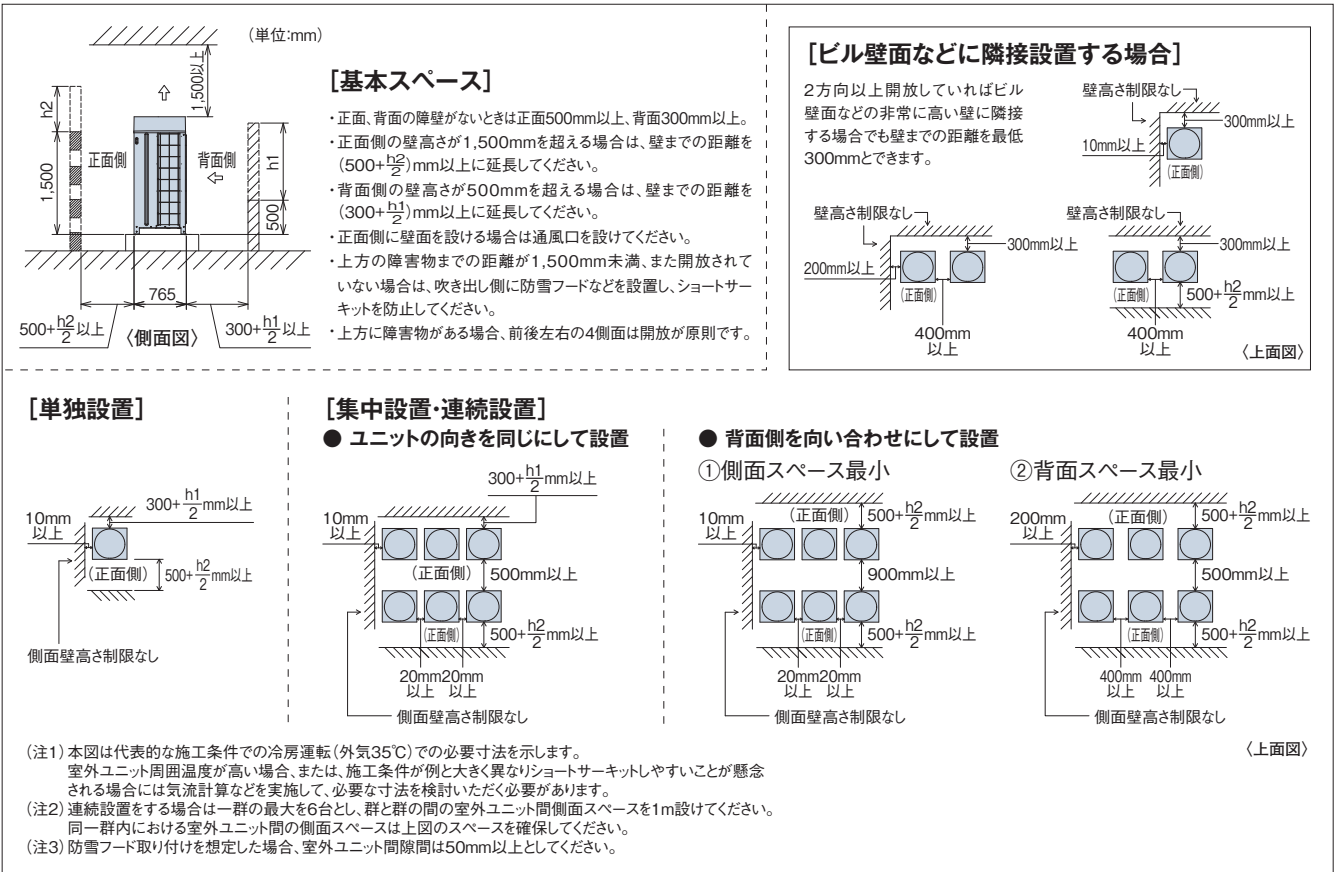 (単位:mm)
1,500以上
h2
1,500
正面側
背面側
h1
500
765
500+h2/2以上
〈側面図〉
300+h1/2以上
[基本スペース]
・正面、背面の障壁がないときは正面500mm以上、背面300mm以上。
・正面側の壁高さが1,500mmを超える場合は、壁までの距離を
(500+h2/2)mm以上に延長してください。
・背面側の壁高さが500mmを超える場合は、壁までの距離を
(300+h1/2)mm以上に延長してください。
・正面側に壁面を設ける場合は通風口を設けてください。
・上方の障害物までの距離が1,500mm未満、また開放されて
いない場合は、吹き出し側に防雪フードなどを設置し、ショートサー
キットを防止してください。
・上方に障害物がある場合、前後左右の4側面は開放が原則です。
[ビル壁面などに隣接設置する場合]
2方向以上開放していればビル
壁面などの非常に高い壁に隣接
する場合でも壁までの距離を最低
300mmとできます。
壁高さ制限なし
300mm以上
10mm以上
(正面側)
壁高さ制限なし
300mm以上
200mm以上
(正面側)
400mm
以上
壁高さ制限なし
300mm以上
(正面側)
500+h2/2mm以上
400mm
以上
〈上面図〉
[単独設置]
300+h1/2mm以上
10mm
以上
(正面側)
500+h2/2mm以上
側面壁高さ制限なし
[集中設置・連続設置]
● ユニットの向きを同じにして設置
300+h1/2mm以上
10mm
以上
(正面側)
500mm以上
(正面側)
500+h2/2mm以上
20mm 20mm
以上 以上
側面壁高さ制限なし
● 背面側を向い合わせにして設置
①側面スペース最小
10mm
以上
(正面側)
500+h2/2mm以上
900mm以上
(正面側)
500+h2/2mm以上
20mm 20mm
以上 以上
側面壁高さ制限なし
②背面スペース最小
200mm
以上
(正面側)
500+h2/2mm以上
500mm以上
(正面側)
500+h2/2mm以上
400mm 400mm
以上 以上
側面壁高さ制限なし
〈上面図〉
(注1)本図は代表的な施工条件での冷房運転(外気35℃)での必要寸法を示します。
室外ユニット周囲温度が高い場合、または、施工条件が例と大きく異なりショートサーキットしやすいことが懸念
される場合には気流計算などを実施して、必要な寸法を検討いただく必要があります。
(注2)連続設置をする場合は一群の最大を6台とし、群と群の間の室外ユニット間側面スペースを1m設けてください。
同一群内における室外ユニット間の側面スペースは上図のスペースを確保してください。
(注3)防雪フード取り付けを想定した場合、室外ユニット間隙間は50mm以上としてください。